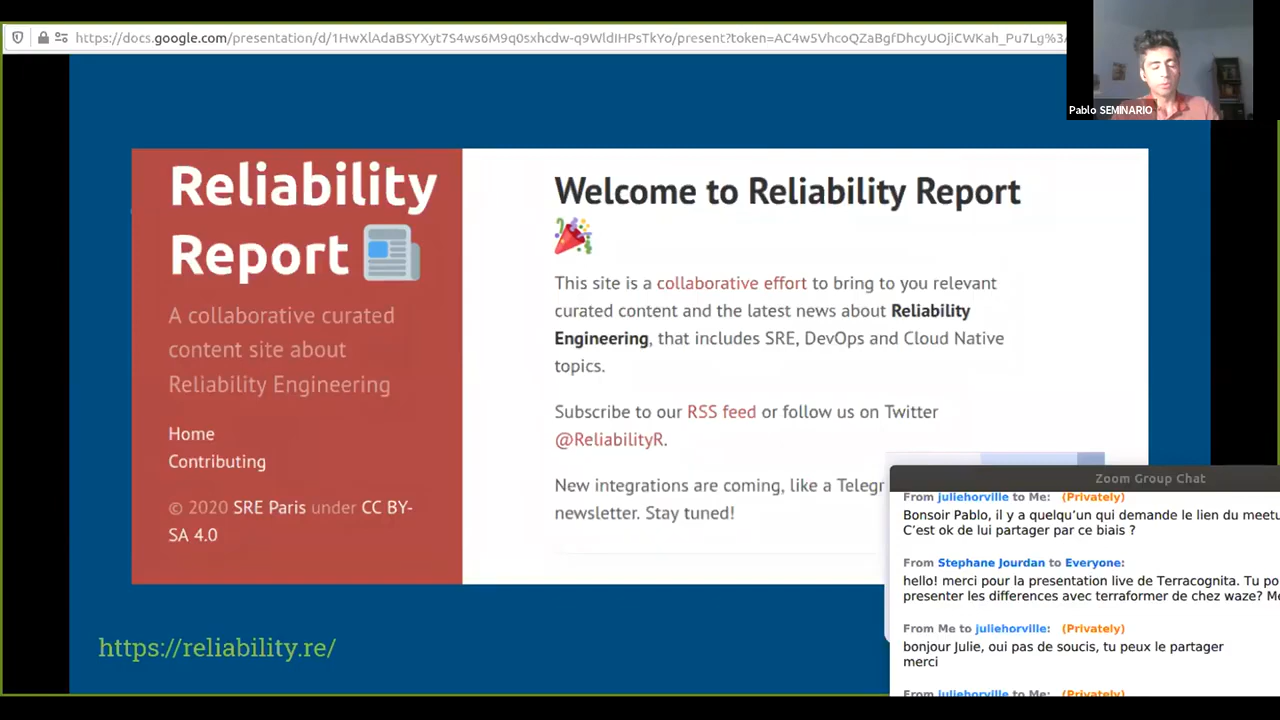 https://docs.google.com/presentation/d/1HwXlAdaBSYXyt7S4ws6M9q0sxhcdw-q9WldIHPsTkYo/present?token=AC4w5VhcoQZaBgfDhcyUOJiCWKah_Pu7Lg%3
Pablo SEMINARIO
Reliability
Report
A collaborative curated
content site about
Reliability Engineering
Home
Contributing
© 2020 SRE Paris under CC BY-
SA 4.0
Welcome to Reliability Report
This site is a collaborative effort to bring to you relevant
curated content and the latest news about Reliability
Engineering, that includes SRE, DevOps and Cloud Native
topics.
Subscribe to our RSS feed or follow us on Twitter
@ReliabilityR.
New integrations are coming, like a Telegr
newsletter. Stay tuned!
https://reliability.re/
Zoom Group Chat
From juliehorville to Me: (Privately)
Bonsoir Pablo, il y a quelqu’un qui demande le lien du meetu
C’est ok de lui partager par ce biais ?
From Stephane Jourdan to Everyone:
hello! merci pour la presentation live de Terracognita. Tu po
presenter les differences avec terraformer de chez waze? Me
From Me to juliehorville: (Privately)
bonjour Julie, oui pas de soucis, tu peux le partager
merci
From juliehorville to Me: (Privately)